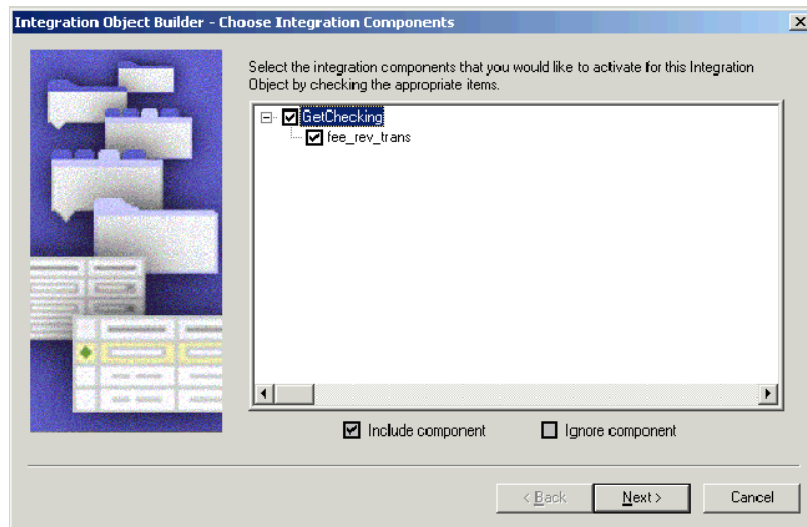 Integration Object Builder - Choose Integration Components
Select the integration components that you would like to activate for this Integration
Object by checking the appropriate items.
GetChecking
fee_rev_trans
Include component Ignore component
< Back Next > Cancel